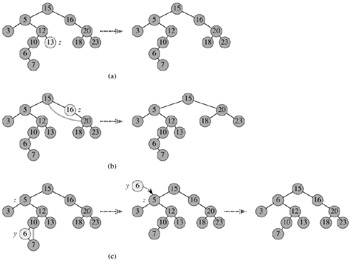 15 15
5 16 5 16
3 12 20 3 12 20
10 13 z 18 23 10 18 23
6 6
7 7
(a)
15 15
5 16 z 5
3 12 20 3 12 20
10 13 18 23 10 13 18 23
6 6
7 7
(b)
y 6
15 15 15
z 5 16 z 5 16 6 16
3 12 20 3 12 20 3 12 20
10 13 18 23 10 13 18 23 10 13 18 23
y 6
7 7 7
(c)